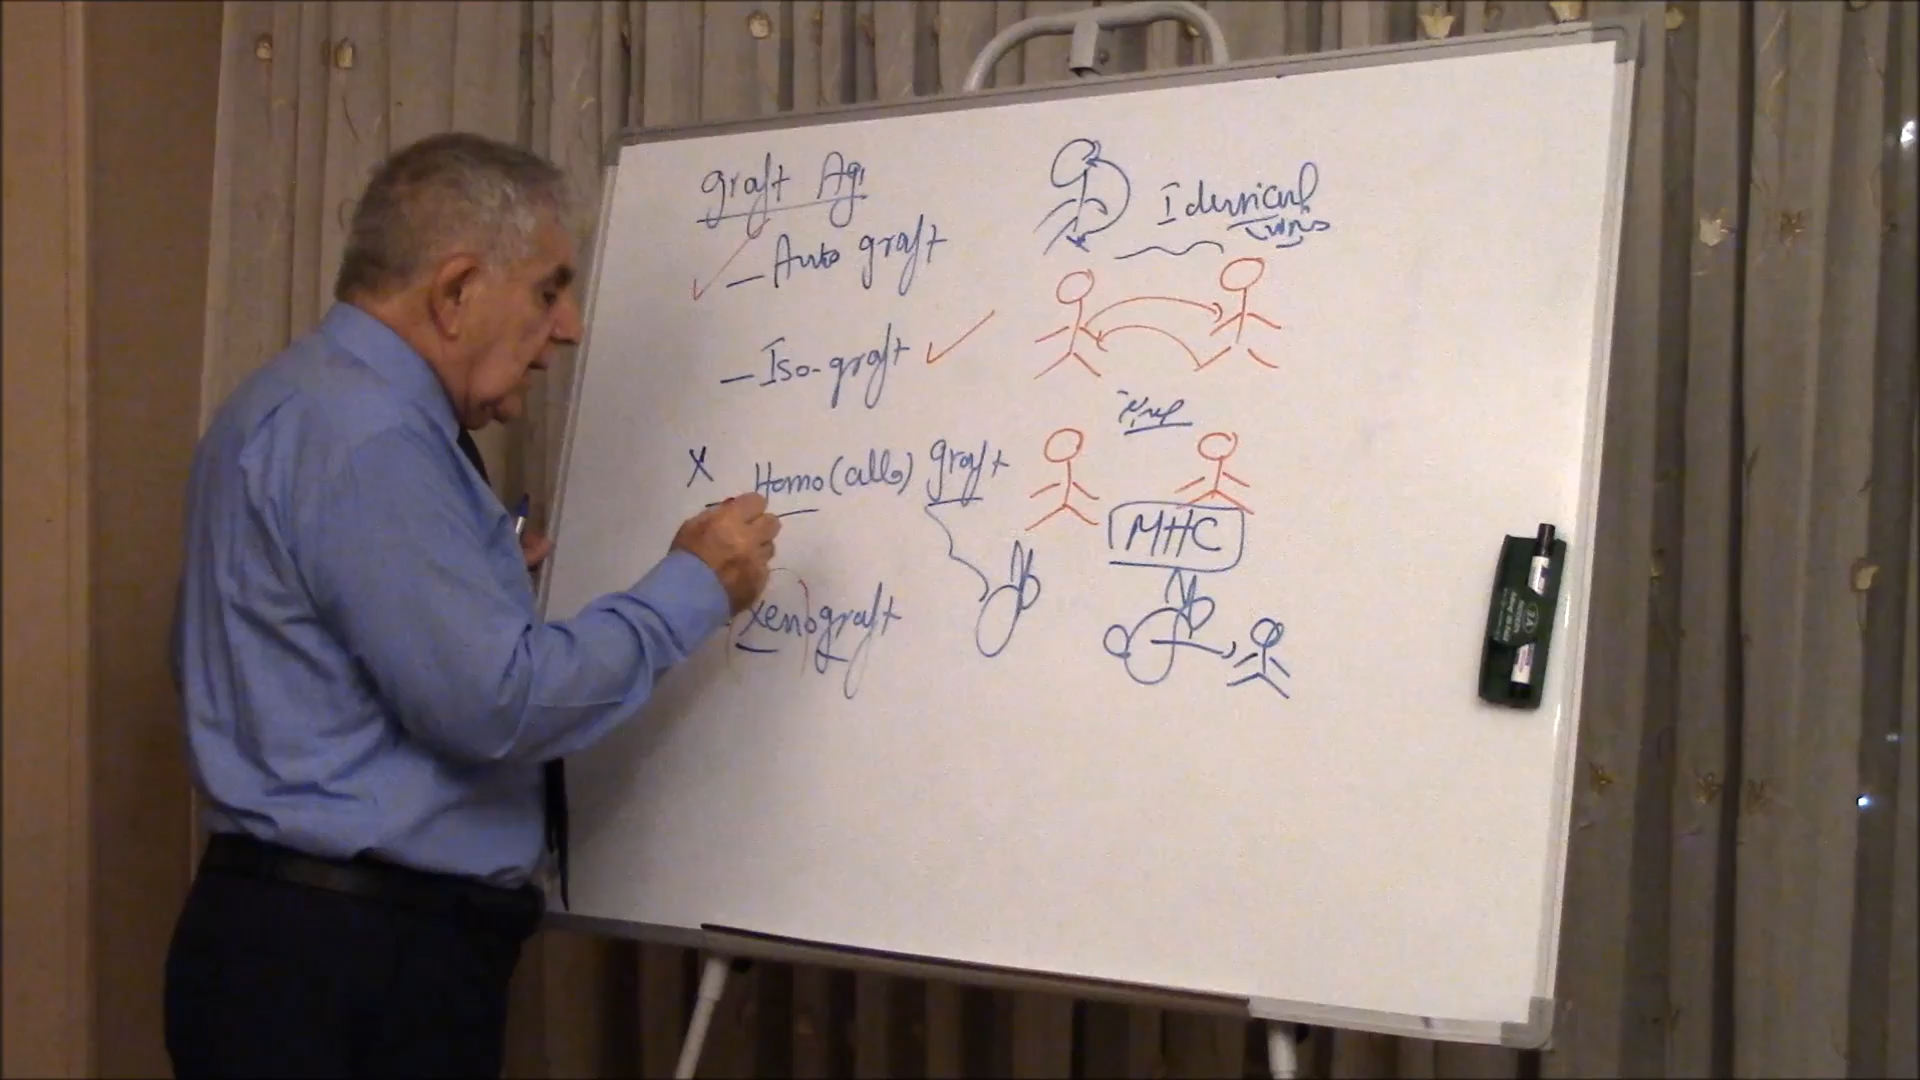 graft Ag
Identical
Twins
✓ – Auto graft
– Iso-graft ✓
X – Homo (allo) graft
MHC
Xenograft